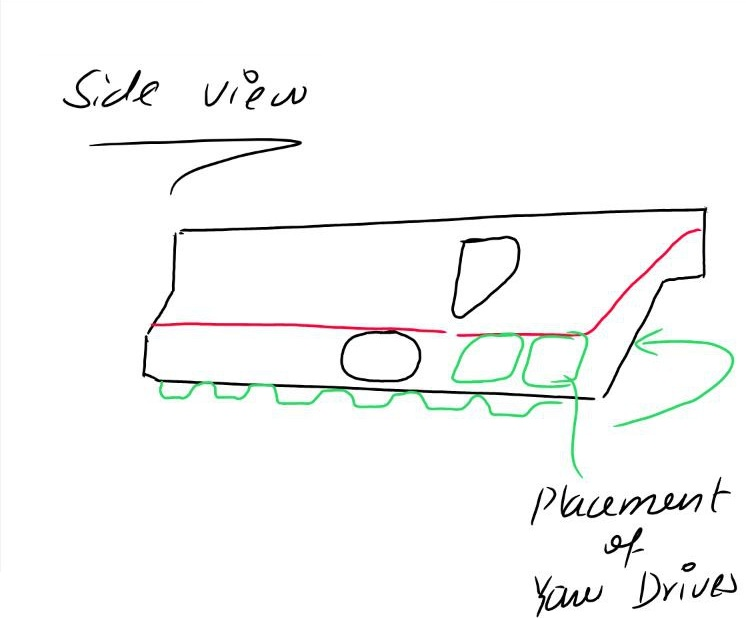 Side view
Placement
of
Yaw Drives